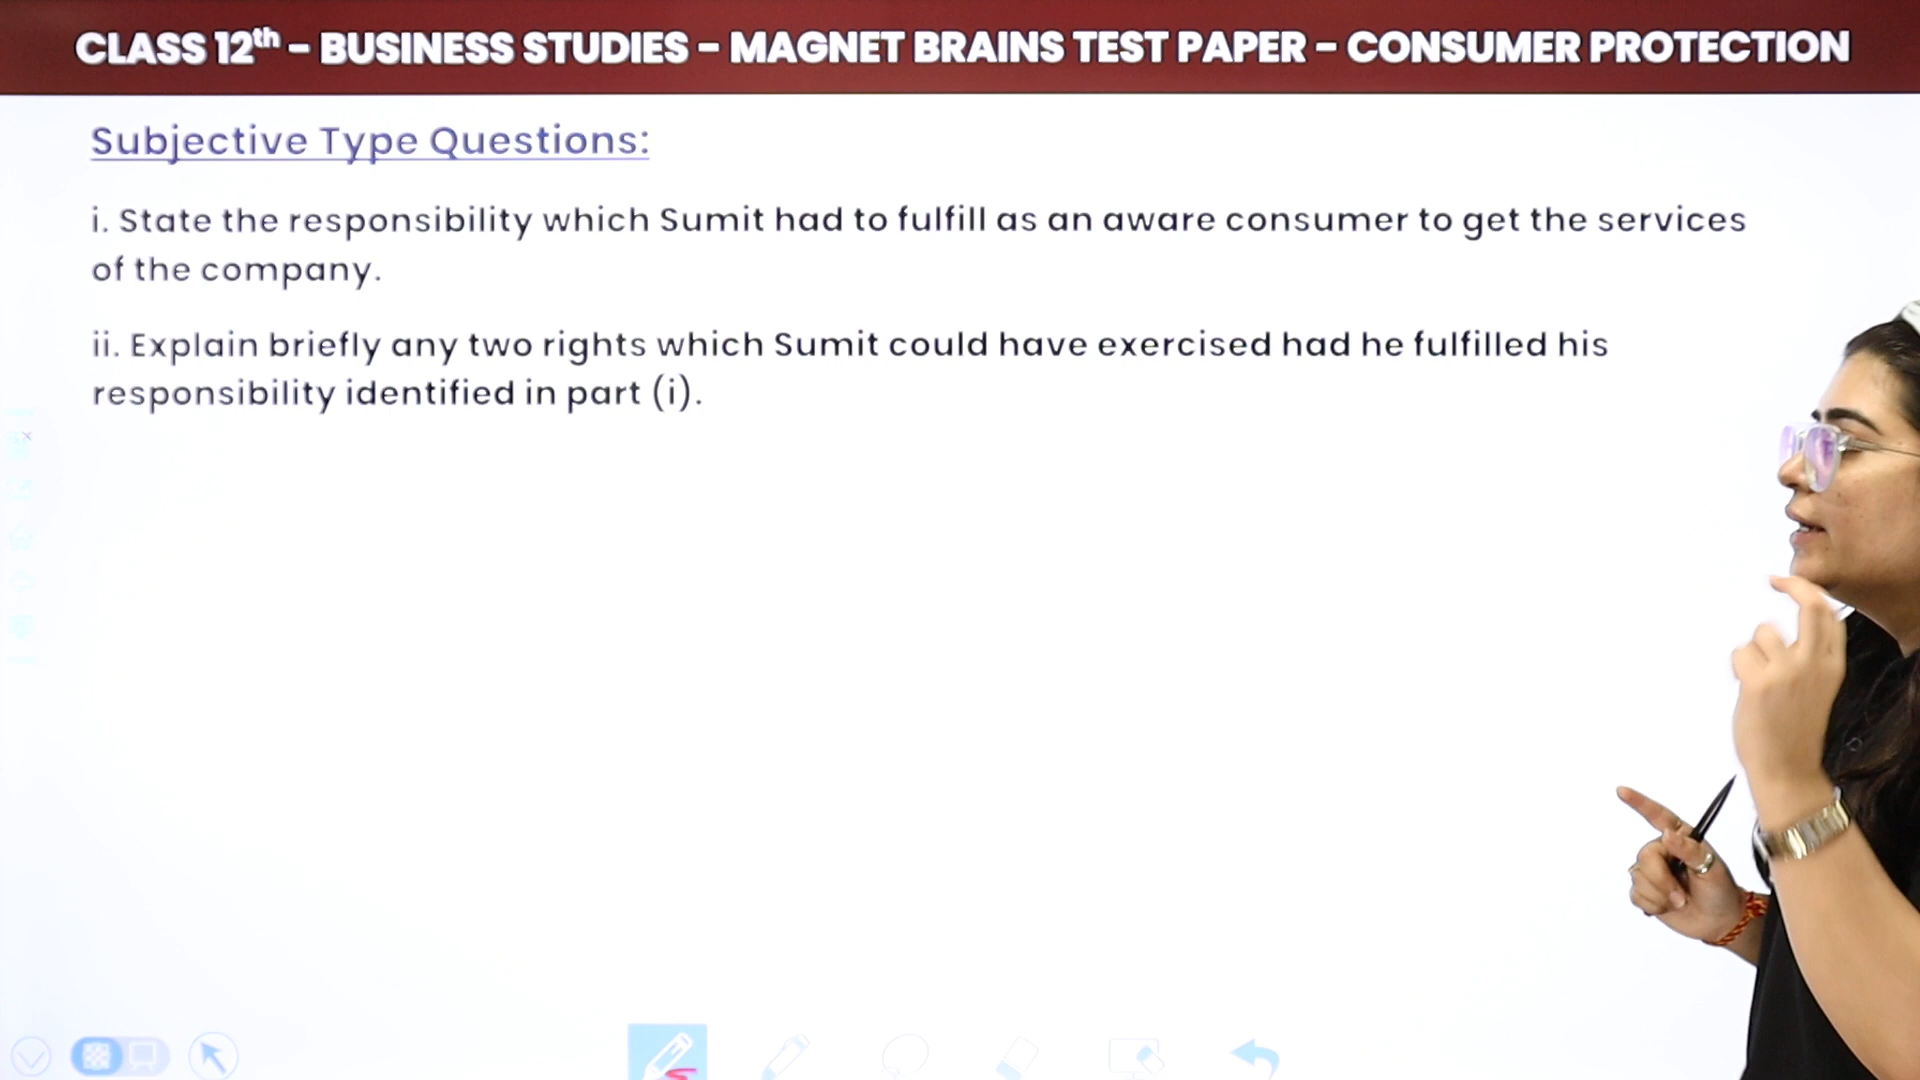 CLASS 12th – BUSINESS STUDIES – MAGNET BRAINS TEST PAPER – CONSUMER PROTECTION
Subjective Type Questions:
i. State the responsibility which Sumit had to fulfill as an aware consumer to get the services
of the company.
ii. Explain briefly any two rights which Sumit could have exercised had he fulfilled his
responsibility identified in part (i).